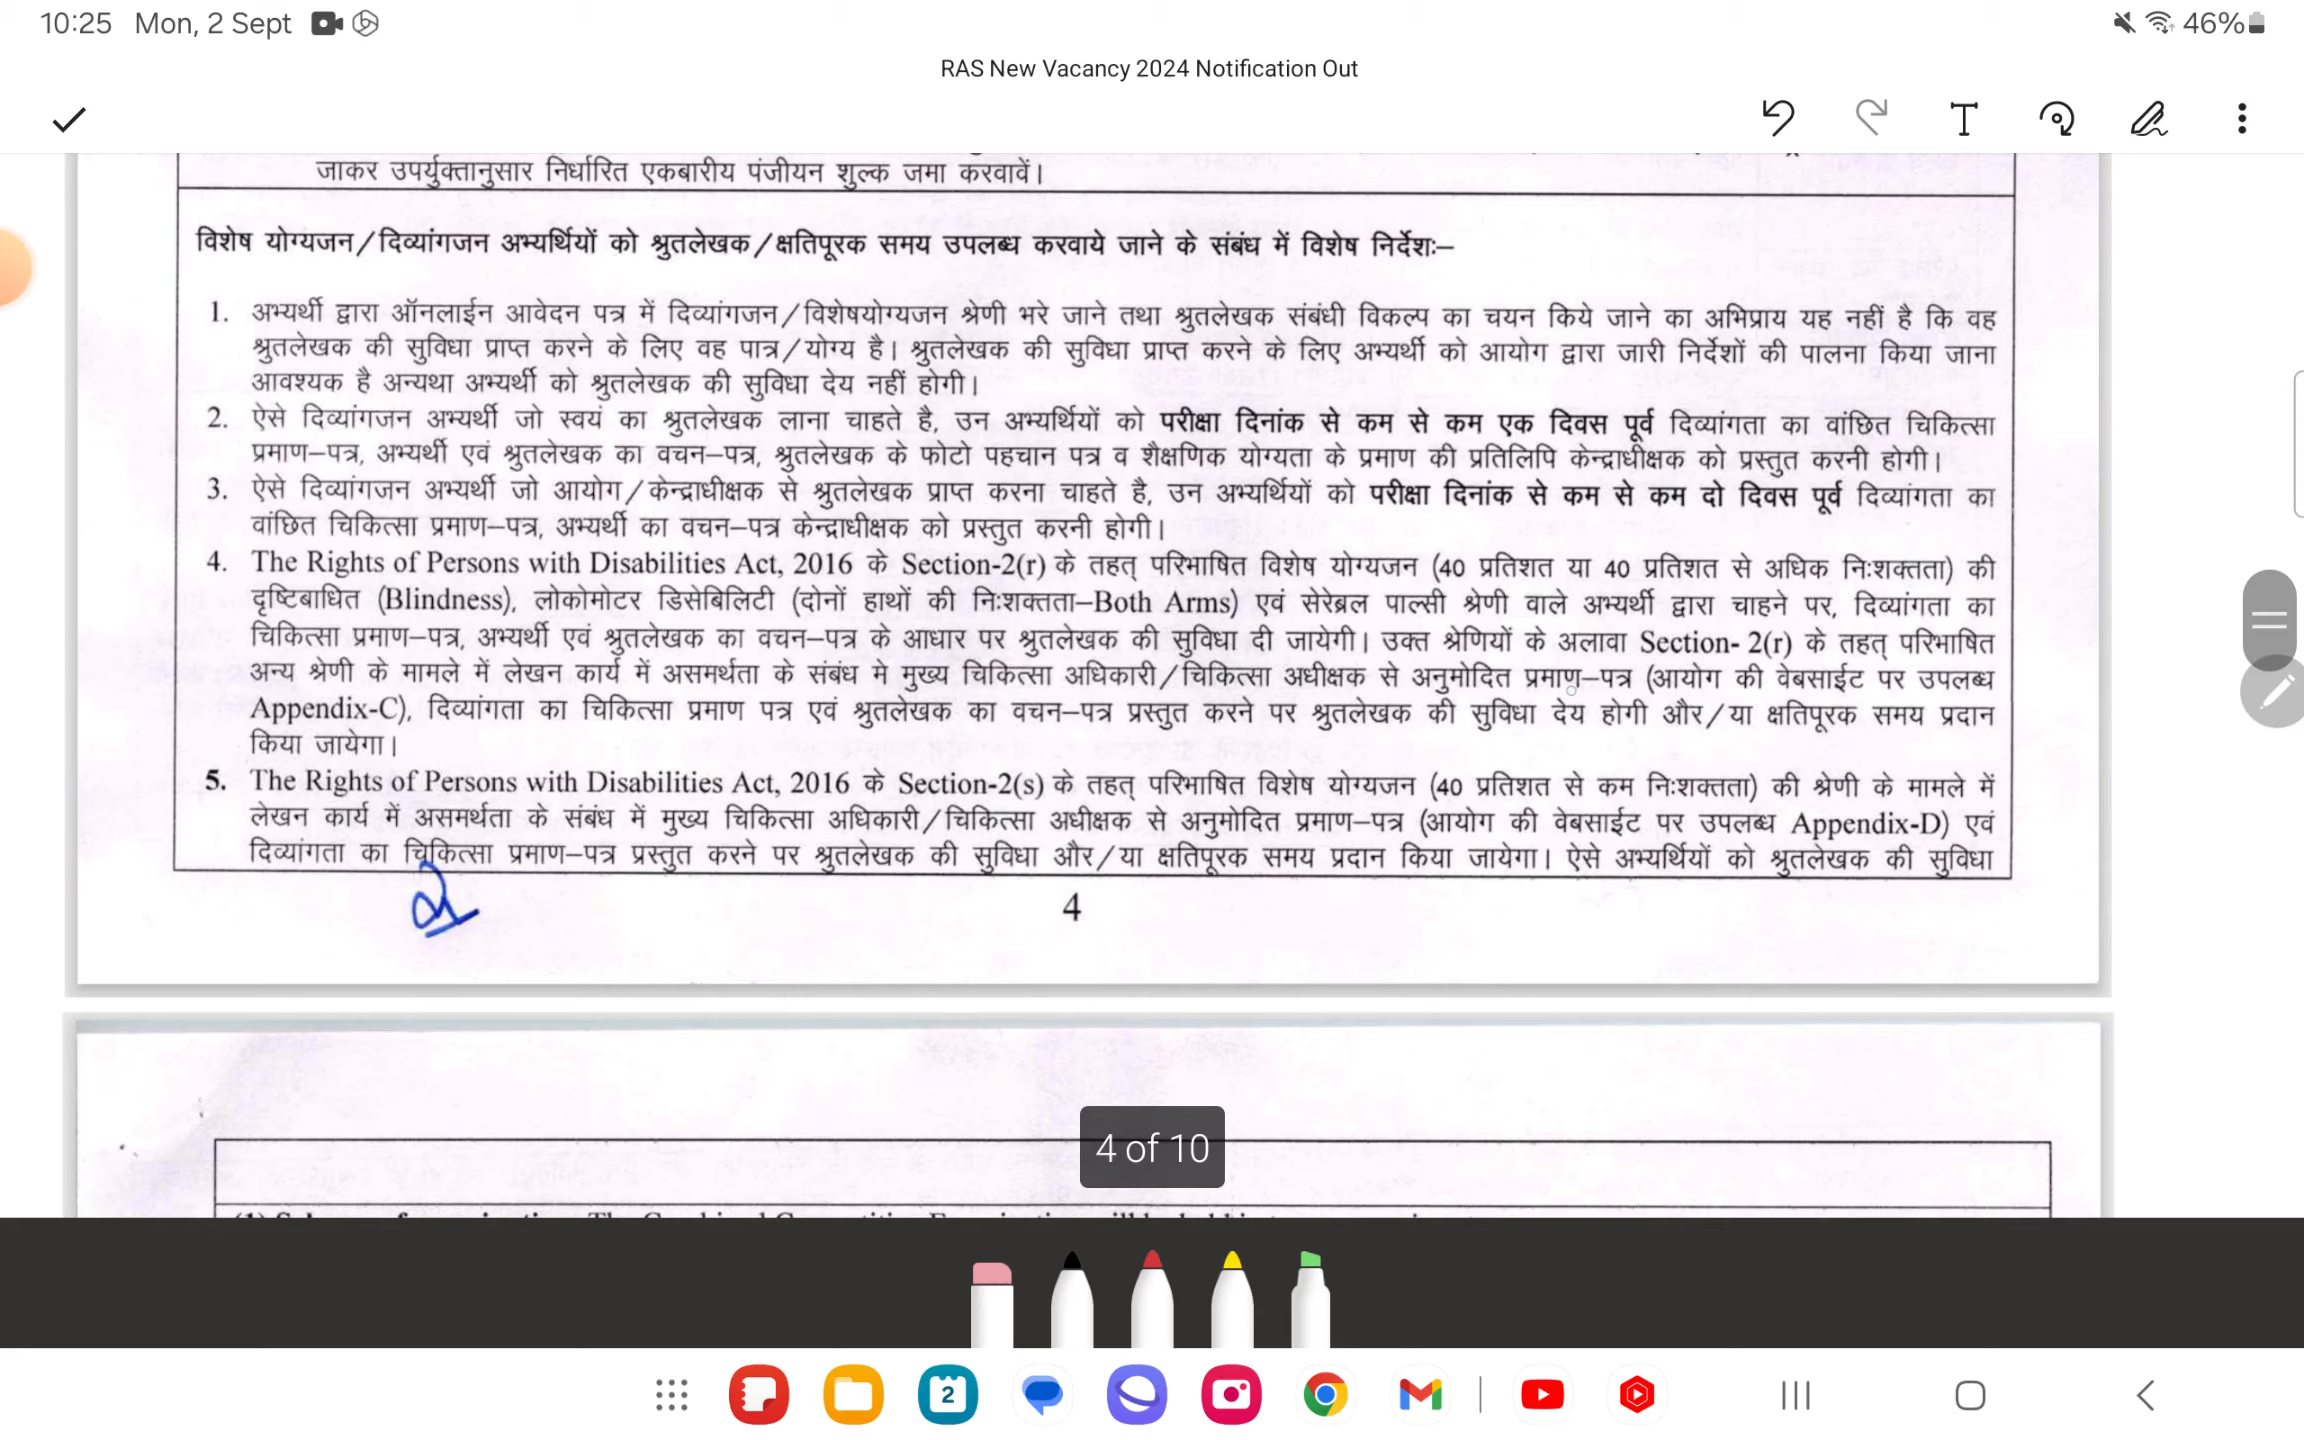 10:25 Mon, 2 Sept
46%
RAS New Vacancy 2024 Notification Out
T
जाकर उपर्युक्तानुसार निर्धारित एकबारीय पंजीयन शुल्क जमा करवावें।
विशेष योग्यजन/दिव्यांगजन अभ्यर्थियों को श्रुतलेखक/क्षतिपूरक समय उपलब्ध करवाये जाने के संबंध में विशेष निर्देशः–
1. अभ्यर्थी द्वारा ऑनलाईन आवेदन पत्र में दिव्यांगजन/विशेषयोग्यजन श्रेणी भरे जाने तथा श्रुतलेखक संबंधी विकल्प का चयन किये जाने का अभिप्राय यह नहीं है कि वह
श्रुतलेखक की सुविधा प्राप्त करने के लिए वह पात्र/योग्य है। श्रुतलेखक की सुविधा प्राप्त करने के लिए अभ्यर्थी को आयोग द्वारा जारी निर्देशों की पालना किया जाना
आवश्यक है अन्यथा अभ्यर्थी को श्रुतलेखक की सुविधा देय नहीं होगी।
2. ऐसे दिव्यांगजन अभ्यर्थी जो स्वयं का श्रुतलेखक लाना चाहते है, उन अभ्यर्थियों को परीक्षा दिनांक से कम से कम एक दिवस पूर्व दिव्यांगता का वांछित चिकित्सा
प्रमाण–पत्र, अभ्यर्थी एवं श्रुतलेखक का वचन–पत्र, श्रुतलेखक के फोटो पहचान पत्र व शैक्षणिक योग्यता के प्रमाण की प्रतिलिपि केन्द्राधीक्षक को प्रस्तुत करनी होगी।
3. ऐसे दिव्यांगजन अभ्यर्थी जो आयोग/केन्द्राधीक्षक से श्रुतलेखक प्राप्त करना चाहते है, उन अभ्यर्थियों को परीक्षा दिनांक से कम से कम दो दिवस पूर्व दिव्यांगता का
वांछित चिकित्सा प्रमाण–पत्र, अभ्यर्थी का वचन–पत्र केन्द्राधीक्षक को प्रस्तुत करनी होगी।
4. The Rights of Persons with Disabilities Act, 2016 के Section-2(r) के तहत् परिभाषित विशेष योग्यजन (40 प्रतिशत या 40 प्रतिशत से अधिक निःशक्तता) की
दृष्टिबाधित (Blindness), लोकोमोटर डिसेबिलिटी (दोनों हाथों की निःशक्तता–Both Arms) एवं सेरेब्रल पाल्सी श्रेणी वाले अभ्यर्थी द्वारा चाहने पर, दिव्यांगता का
चिकित्सा प्रमाण–पत्र, अभ्यर्थी एवं श्रुतलेखक का वचन–पत्र के आधार पर श्रुतलेखक की सुविधा दी जायेगी। उक्त श्रेणियों के अलावा Section- 2(r) के तहत् परिभाषित
अन्य श्रेणी के मामले में लेखन कार्य में असमर्थता के संबंध मे मुख्य चिकित्सा अधिकारी/चिकित्सा अधीक्षक से अनुमोदित प्रमाण–पत्र (आयोग की वेबसाईट पर उपलब्ध
Appendix-C), दिव्यांगता का चिकित्सा प्रमाण पत्र एवं श्रुतलेखक का वचन–पत्र प्रस्तुत करने पर श्रुतलेखक की सुविधा देय होगी और/या क्षतिपूरक समय प्रदान
किया जायेगा।
5. The Rights of Persons with Disabilities Act, 2016 के Section-2(s) के तहत् परिभाषित विशेष योग्यजन (40 प्रतिशत से कम निःशक्तता) की श्रेणी के मामले में
लेखन कार्य में असमर्थता के संबंध में मुख्य चिकित्सा अधिकारी/चिकित्सा अधीक्षक से अनुमोदित प्रमाण–पत्र (आयोग की वेबसाईट पर उपलब्ध Appendix-D) एवं
दिव्यांगता का चिकित्सा प्रमाण–पत्र प्रस्तुत करने पर श्रुतलेखक की सुविधा और/या क्षतिपूरक समय प्रदान किया जायेगा। ऐसे अभ्यर्थियों को श्रुतलेखक की सुविधा
4
4 of 10
2